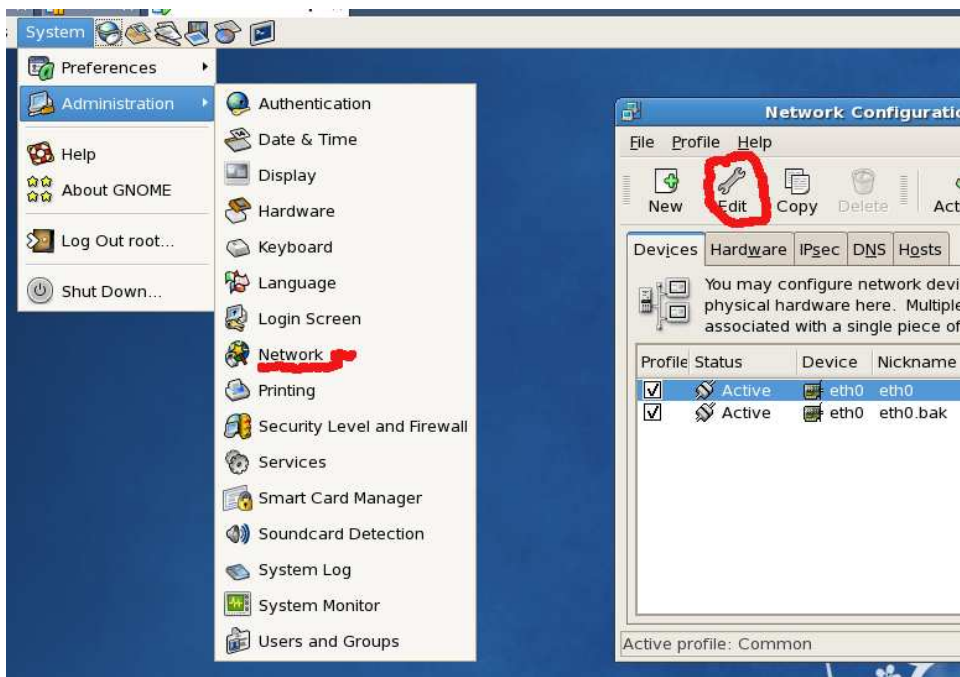 System
Preferences
Administration
Help
About GNOME
Log Out root...
Shut Down...
Authentication
Date & Time
Display
Hardware
Keyboard
Language
Login Screen
Network
Printing
Security Level and Firewall
Services
Smart Card Manager
Soundcard Detection
System Log
System Monitor
Users and Groups
Network Configuratio
File Profile Help
New Edit Copy Delete Act
Devices Hardware IPsec DNS Hosts
You may configure network devi
physical hardware here. Multiple
associated with a single piece of
Profile Status Device Nickname
Active eth0 eth0
Active eth0 eth0.bak
Active profile: Common